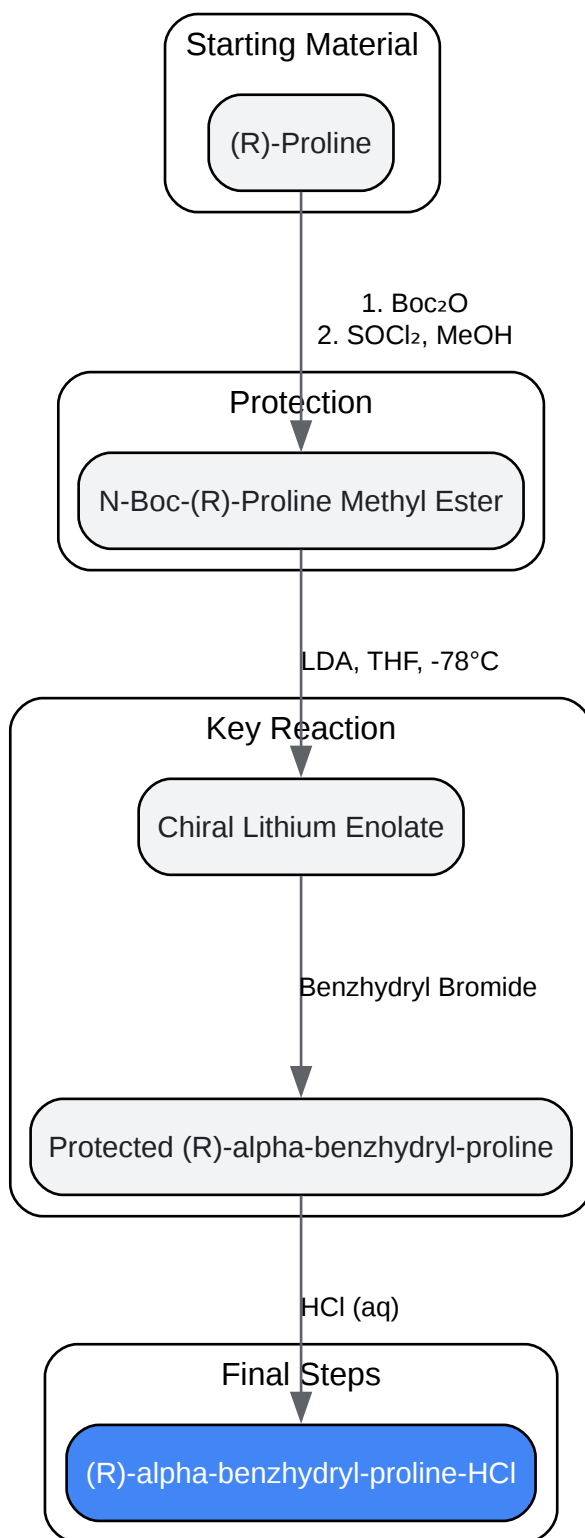 Starting Material
(R)-Proline
1. Boc₂O
2. SOCl₂, MeOH
Protection
N-Boc-(R)-Proline Methyl Ester
LDA, THF, -78°C
Key Reaction
Chiral Lithium Enolate
Benzhydryl Bromide
Protected (R)-alpha-benzhydryl-proline
HCl (aq)
Final Steps
(R)-alpha-benzhydryl-proline-HCl